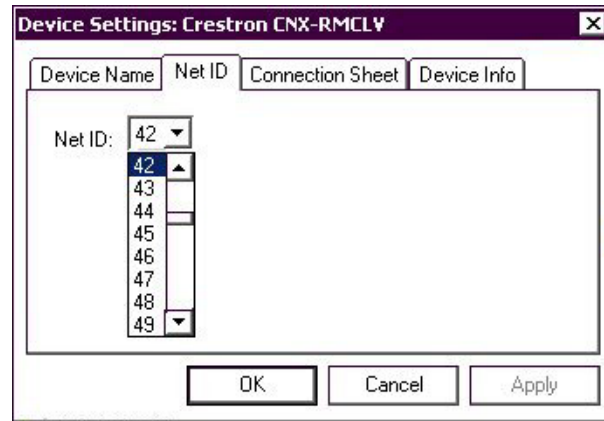 Device Settings: Crestron CNX-RMCLV
Device Name Net ID Connection Sheet Device Info
Net ID: 42
42
43
44
45
46
47
48
49
OK Cancel Apply